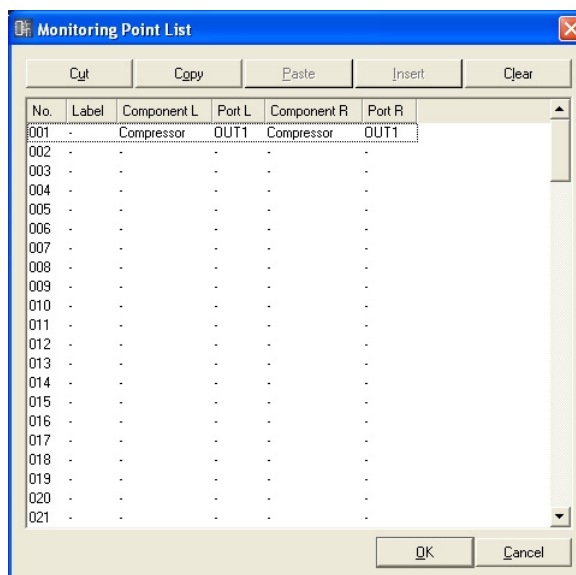 Monitoring Point List
Cut Copy Paste Insert Clear
No. Label Component L Port L Component R Port R
001 - Compressor OUT1 Compressor OUT1
002 - - - - -
003 - - - - -
004 - - - - -
005 - - - - -
006 - - - - -
007 - - - - -
008 - - - - -
009 - - - - -
010 - - - - -
011 - - - - -
012 - - - - -
013 - - - - -
014 - - - - -
015 - - - - -
016 - - - - -
017 - - - - -
018 - - - - -
019 - - - - -
020 - - - - -
021 - - - - -
OK Cancel